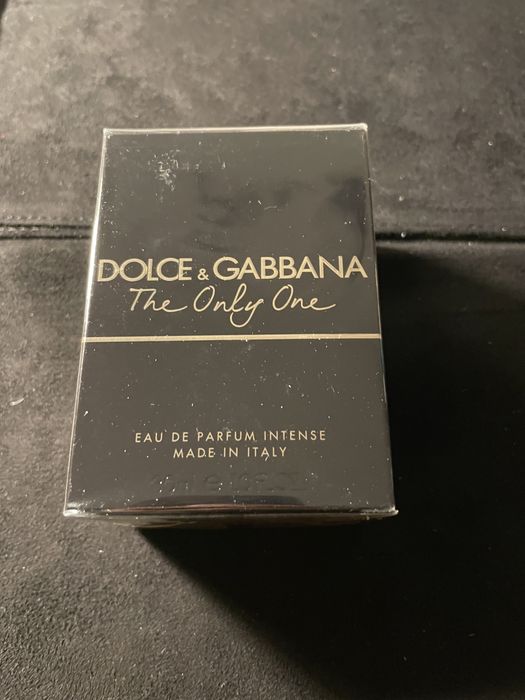 DOLCE & GABBANA
The Only One
EAU DE PARFUM INTENSE
MADE IN ITALY